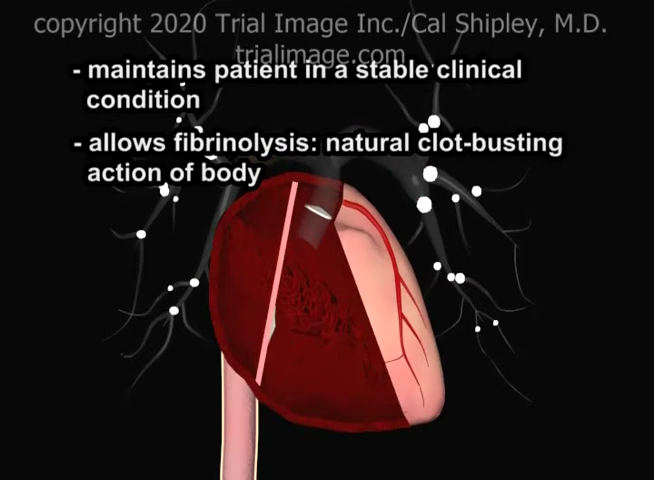 copyright 2020 Trial Image Inc./Cal Shipley, M.D.
trialimage.com
- maintains patient in a stable clinical
condition
- allows fibrinolysis: natural clot-busting
action of body